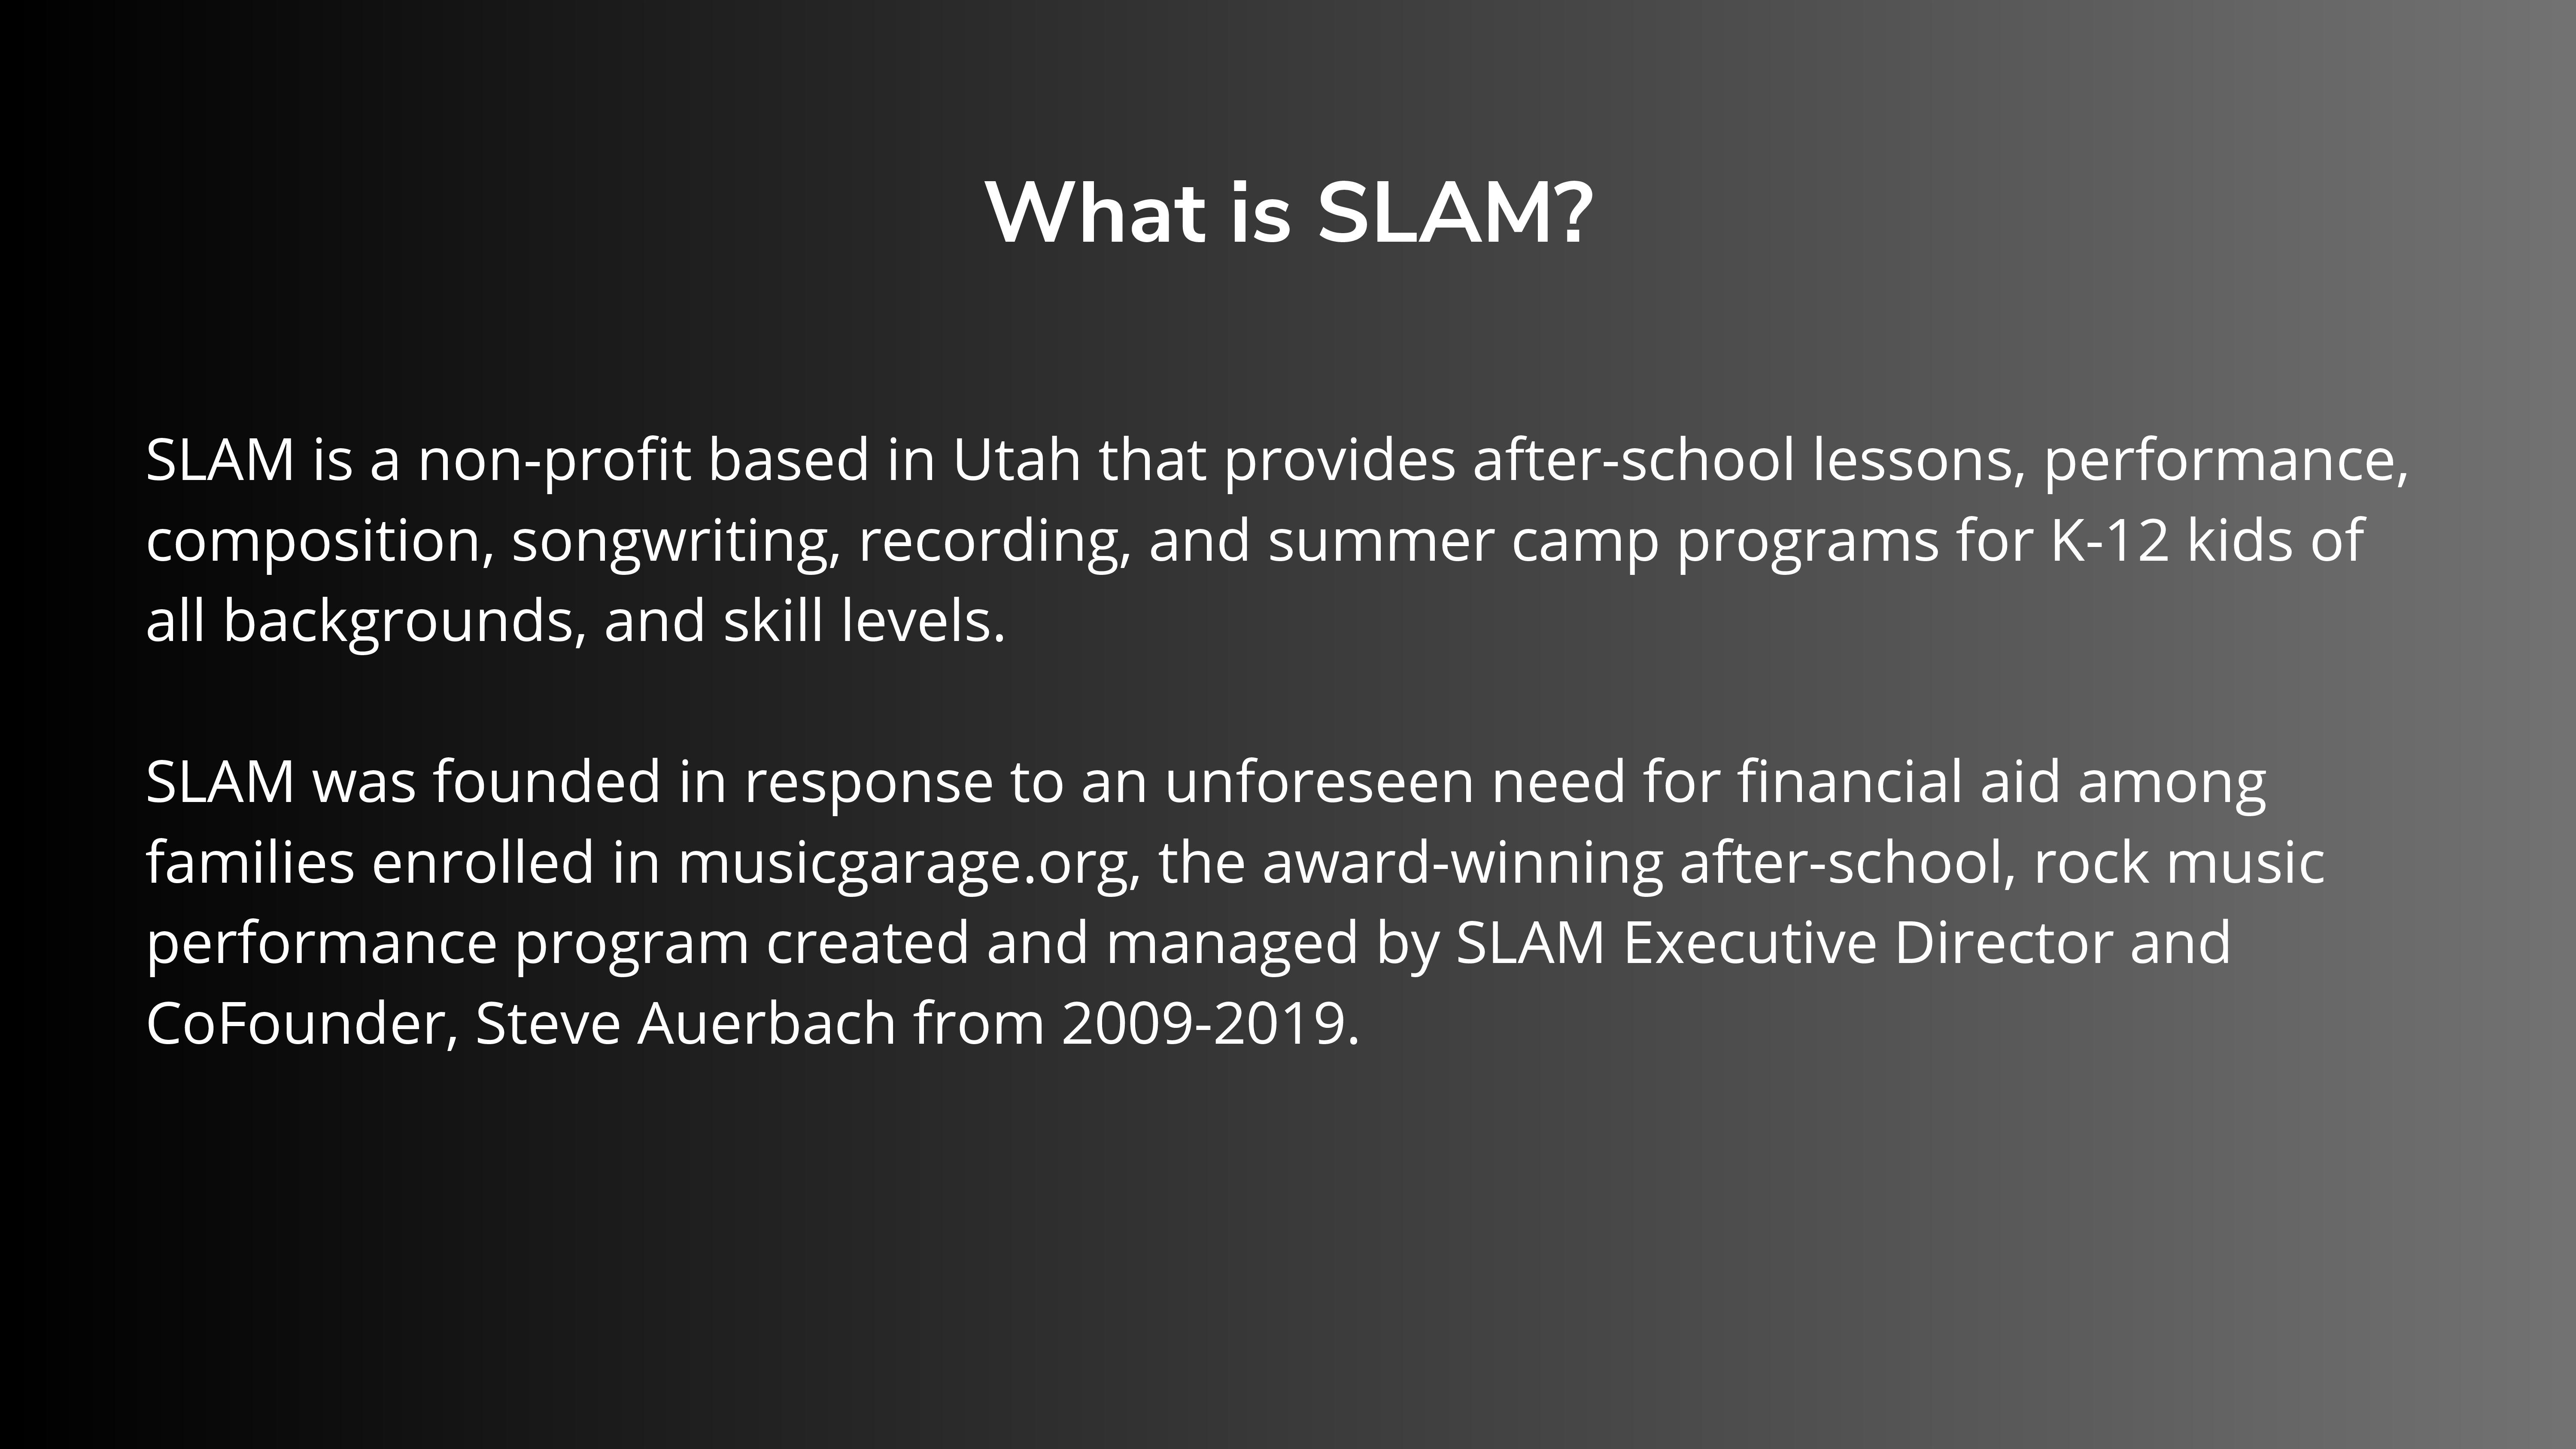 What is SLAM?
SLAM is a non-profit based in Utah that provides after-school lessons, performance,
composition, songwriting, recording, and summer camp programs for K-12 kids of
all backgrounds, and skill levels.
SLAM was founded in response to an unforeseen need for financial aid among
families enrolled in musicgarage.org, the award-winning after-school, rock music
performance program created and managed by SLAM Executive Director and
CoFounder, Steve Auerbach from 2009-2019.